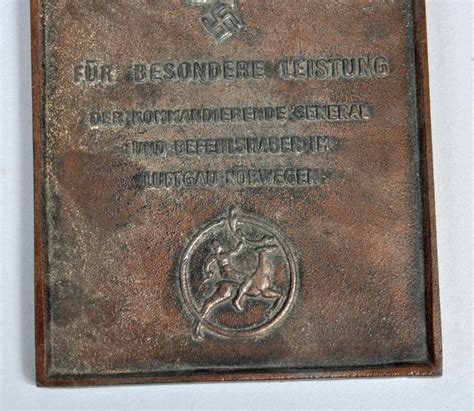 FÜR BESONDERE LEISTUNG
DER KOMMANDIERENDE GENERAL
UND BEFEHLSHABER IM
LUFTGAU NORWEGEN